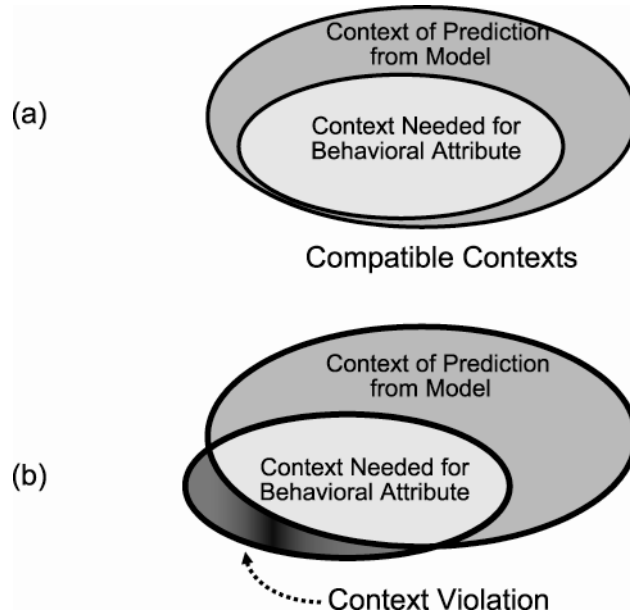 (a)
Context of Prediction
from Model
Context Needed for
Behavioral Attribute
Compatible Contexts
(b)
Context of Prediction
from Model
Context Needed for
Behavioral Attribute
Context Violation